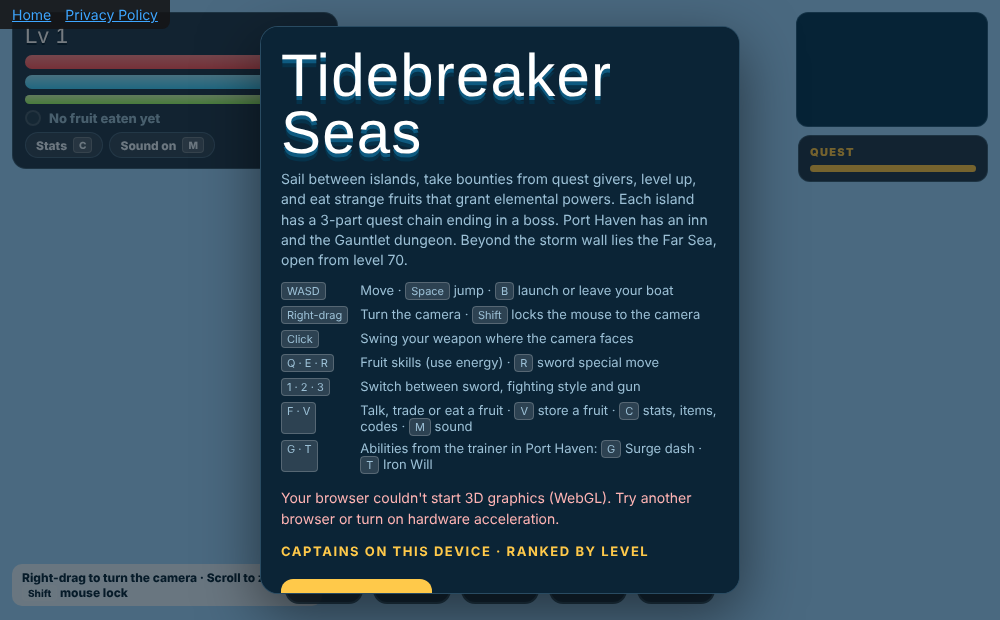 Home Privacy Policy
Lv 1
No fruit eaten yet
Stats C Sound on M
Tidebreaker
Seas
Sail between islands, take bounties from quest givers, level up,
and eat strange fruits that grant elemental powers. Each island
has a 3-part quest chain ending in a boss. Port Haven has an inn
and the Gauntlet dungeon. Beyond the storm wall lies the Far Sea,
open from level 70.
WASD Move · Space jump · B launch or leave your boat
Right-drag Turn the camera · Shift locks the mouse to the camera
Click Swing your weapon where the camera faces
Q · E · R Fruit skills (use energy) · R sword special move
1 · 2 · 3 Switch between sword, fighting style and gun
F · V Talk, trade or eat a fruit · V store a fruit · C stats, items,
codes · M sound
G · T Abilities from the trainer in Port Haven: G Surge dash ·
T Iron Will
Your browser couldn't start 3D graphics (WebGL). Try another
browser or turn on hardware acceleration.
CAPTAINS ON THIS DEVICE · RANKED BY LEVEL
QUEST
Right-drag to turn the camera · Scroll to
Shift mouse lock